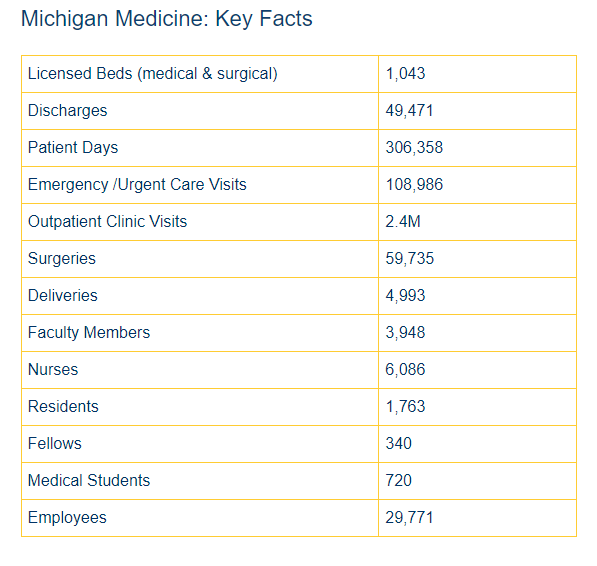 Michigan Medicine: Key Facts
Licensed Beds (medical & surgical) 1,043
Discharges 49,471
Patient Days 306,358
Emergency /Urgent Care Visits 108,986
Outpatient Clinic Visits 2.4M
Surgeries 59,735
Deliveries 4,993
Faculty Members 3,948
Nurses 6,086
Residents 1,763
Fellows 340
Medical Students 720
Employees 29,771